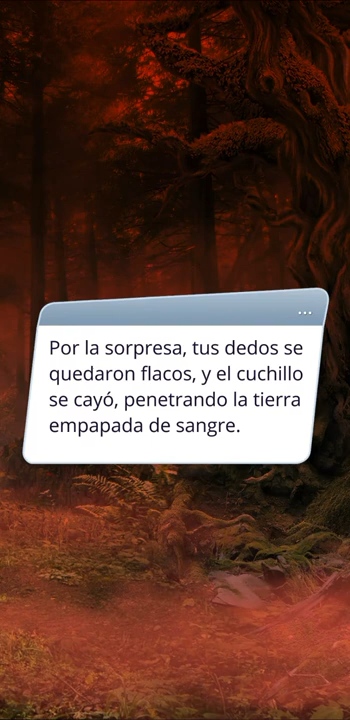 Por la sorpresa, tus dedos se
quedaron flacos, y el cuchillo
se cayó, penetrando la tierra
empapada de sangre.